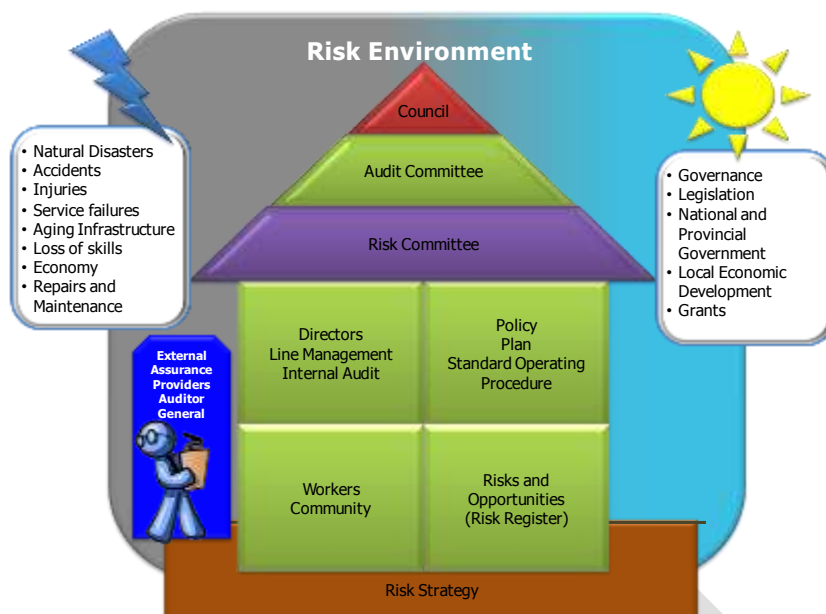 Risk Environment
Council
Audit Committee
Risk Committee
• Natural Disasters
• Accidents
• Injuries
• Service failures
• Aging Infrastructure
• Loss of skills
• Economy
• Repairs and
Maintenance
• Governance
• Legislation
• National and
Provincial
Government
• Local Economic
Development
• Grants
External
Assurance
Providers
Auditor
General
Directors
Line Management
Internal Audit
Policy
Plan
Standard Operating
Procedure
Workers
Community
Risks and
Opportunities
(Risk Register)
Risk Strategy